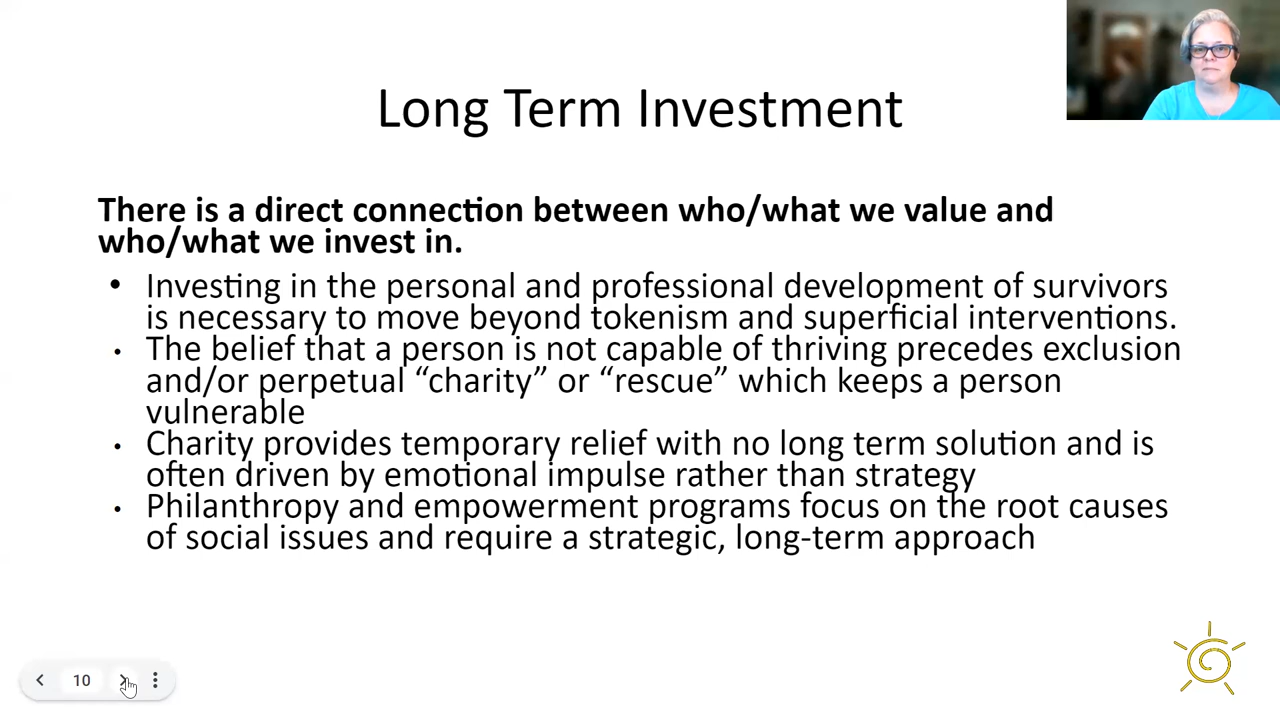 Long Term Investment
There is a direct connection between who/what we value and
who/what we invest in.
• Investing in the personal and professional development of survivors
is necessary to move beyond tokenism and superficial interventions.
• The belief that a person is not capable of thriving precedes exclusion
and/or perpetual “charity” or “rescue” which keeps a person
vulnerable
• Charity provides temporary relief with no long term solution and is
often driven by emotional impulse rather than strategy
• Philanthropy and empowerment programs focus on the root causes
of social issues and require a strategic, long-term approach
10